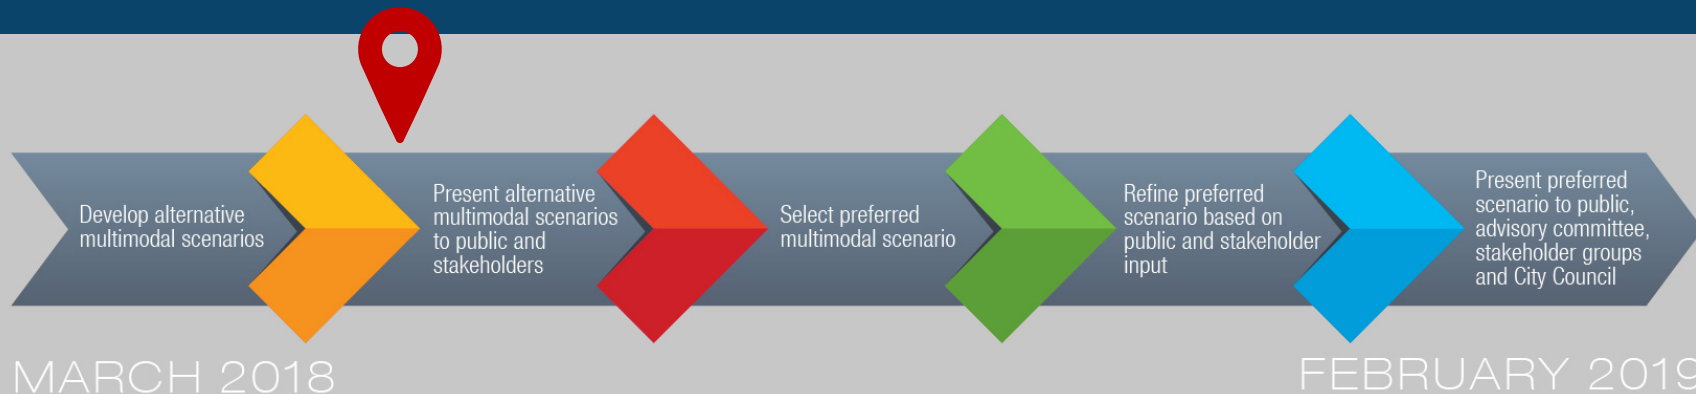 Develop alternative
multimodal scenarios
Present alternative
multimodal scenarios
to public and
stakeholders
Select preferred
multimodal scenario
Refine preferred
scenario based on
public and stakeholder
input
Present preferred
scenario to public,
advisory committee,
stakeholder groups
and City Council
MARCH 2018
FEBRUARY 2019